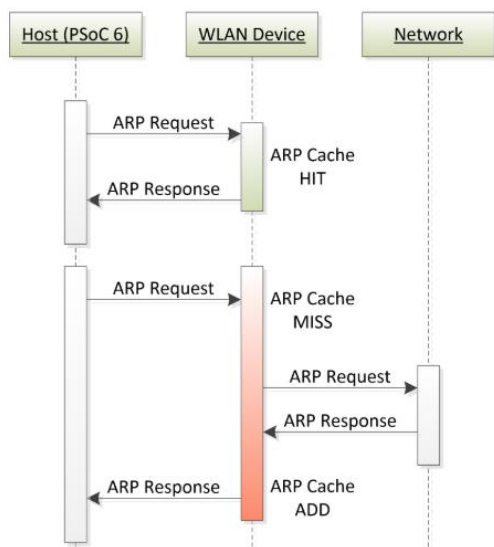 Host (PSoC 6)
WLAN Device
Network
ARP Request
ARP Cache
HIT
ARP Response
ARP Request
ARP Cache
MISS
ARP Request
ARP Response
ARP Response
ARP Cache
ADD